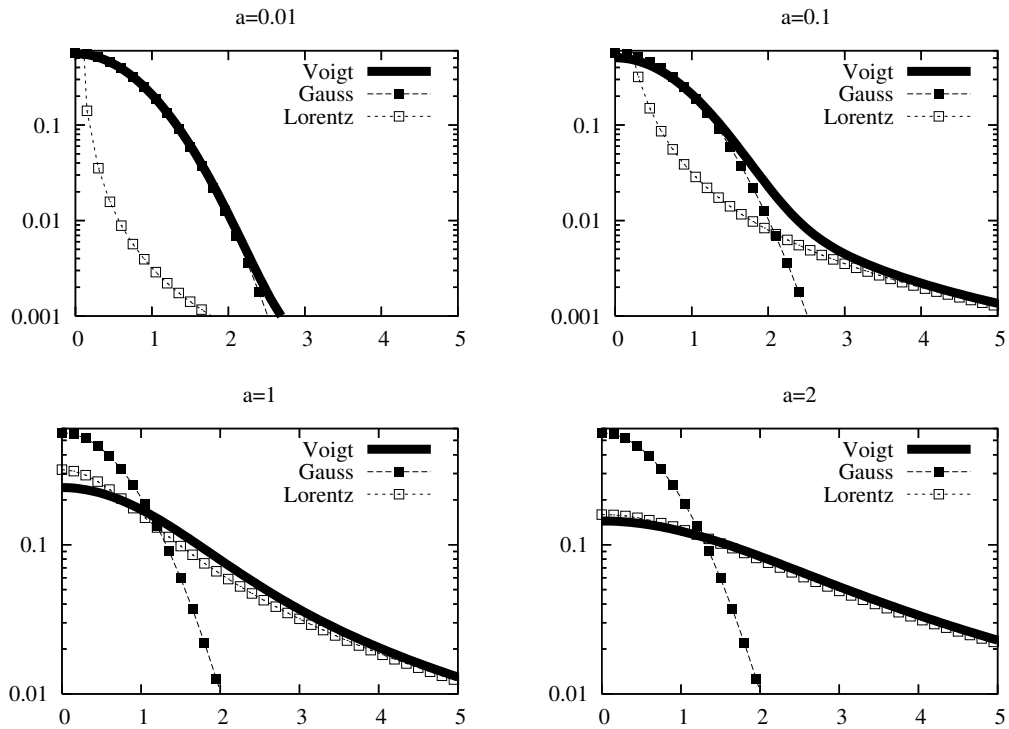 a=0.01
Voigt
Gauss
Lorentz
0.1
0.01
0.001
0 1 2 3 4 5
a=0.1
Voigt
Gauss
Lorentz
0.1
0.01
0.001
0 1 2 3 4 5
a=1
Voigt
Gauss
Lorentz
0.1
0.01
0 1 2 3 4 5
a=2
Voigt
Gauss
Lorentz
0.1
0.01
0 1 2 3 4 5